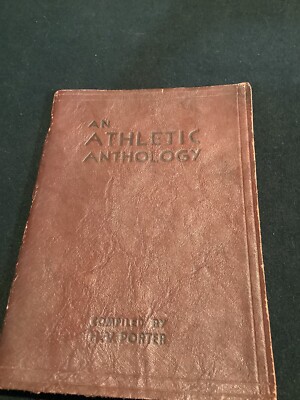 AN
ATHLETIC
ANTHOLOGY
COMPILED BY
PORTER